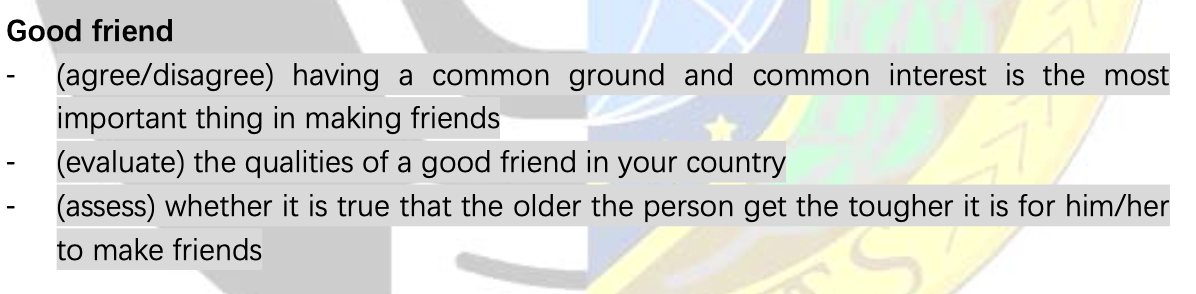 Good friend
- (agree/disagree) having a common ground and common interest is the most
important thing in making friends
- (evaluate) the qualities of a good friend in your country
- (assess) whether it is true that the older the person get the tougher it is for him/her
to make friends
TS